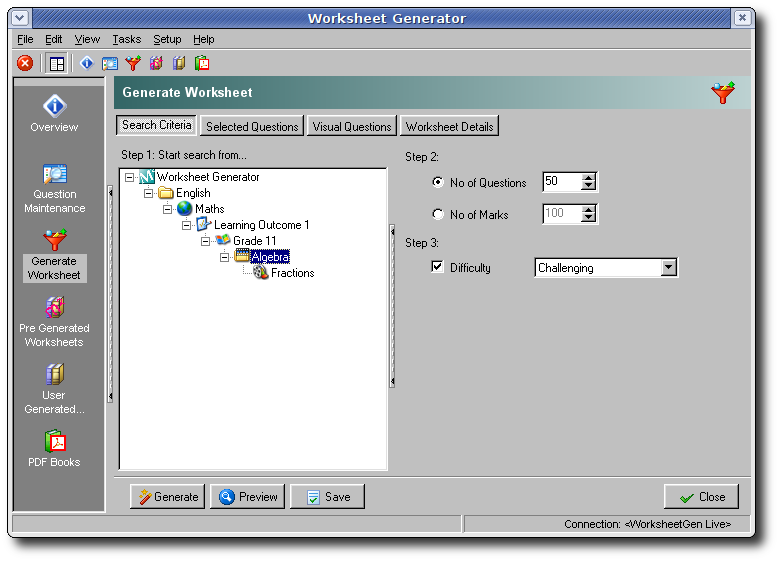 Worksheet Generator
File Edit View Tasks Setup Help
Generate Worksheet
Overview
Question
Maintenance
Generate
Worksheet
Pre Generated
Worksheets
User
Generated...
PDF Books
Search Criteria Selected Questions Visual Questions Worksheet Details
Step 1: Start search from...
Worksheet Generator
English
Maths
Learning Outcome 1
Grade 11
Algebra
Fractions
Step 2:
No of Questions 50
No of Marks 100
Step 3:
Difficulty Challenging
Generate Preview Save Close
Connection: <WorksheetGen Live>